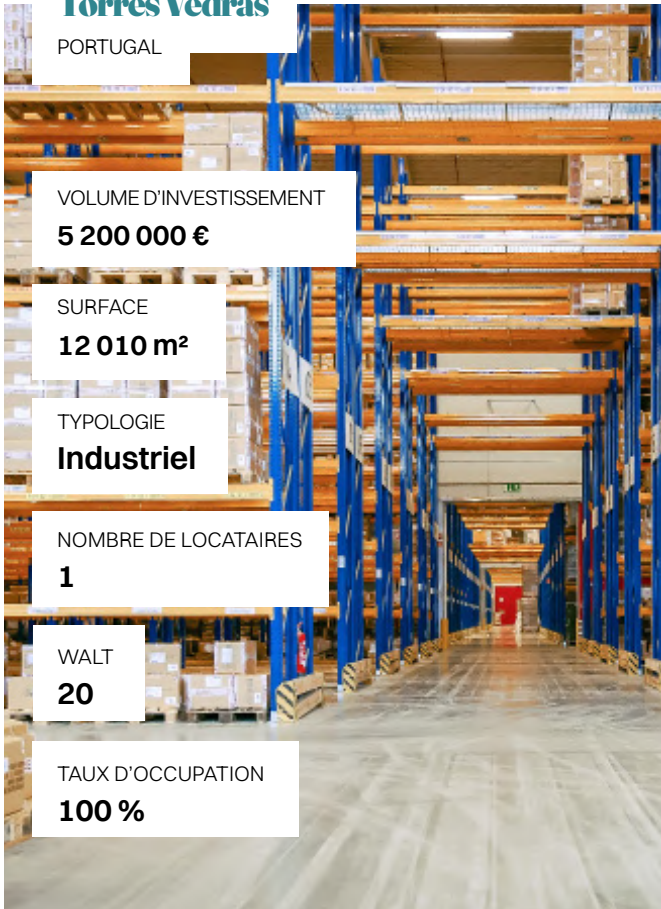 Torres Vedras
PORTUGAL
VOLUME D'INVESTISSEMENT
5 200 000 €
SURFACE
12 010 m²
TYPOLOGIE
Industriel
NOMBRE DE LOCATAIRES
1
WALT
20
TAUX D'OCCUPATION
100 %